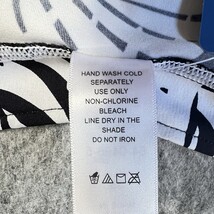 HAND WASH COLD
SEPARATELY
USE ONLY
NON-CHLORINE
BLEACH
LINE DRY IN THE
SHADE
DO NOT IRON